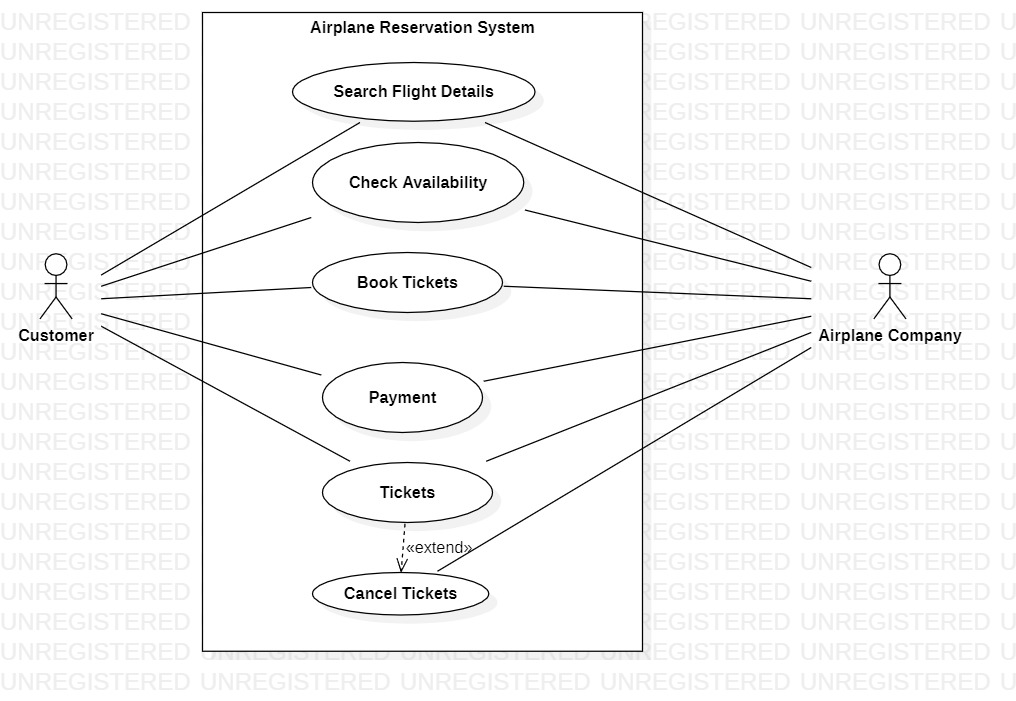 Airplane Reservation System
Search Flight Details
Check Availability
Book Tickets
Customer
Airplane Company
Payment
Tickets
«extend»
Cancel Tickets
UNREGISTERED UNREGISTERED UNREGISTERED UNREGISTERED UNREGISTERED U